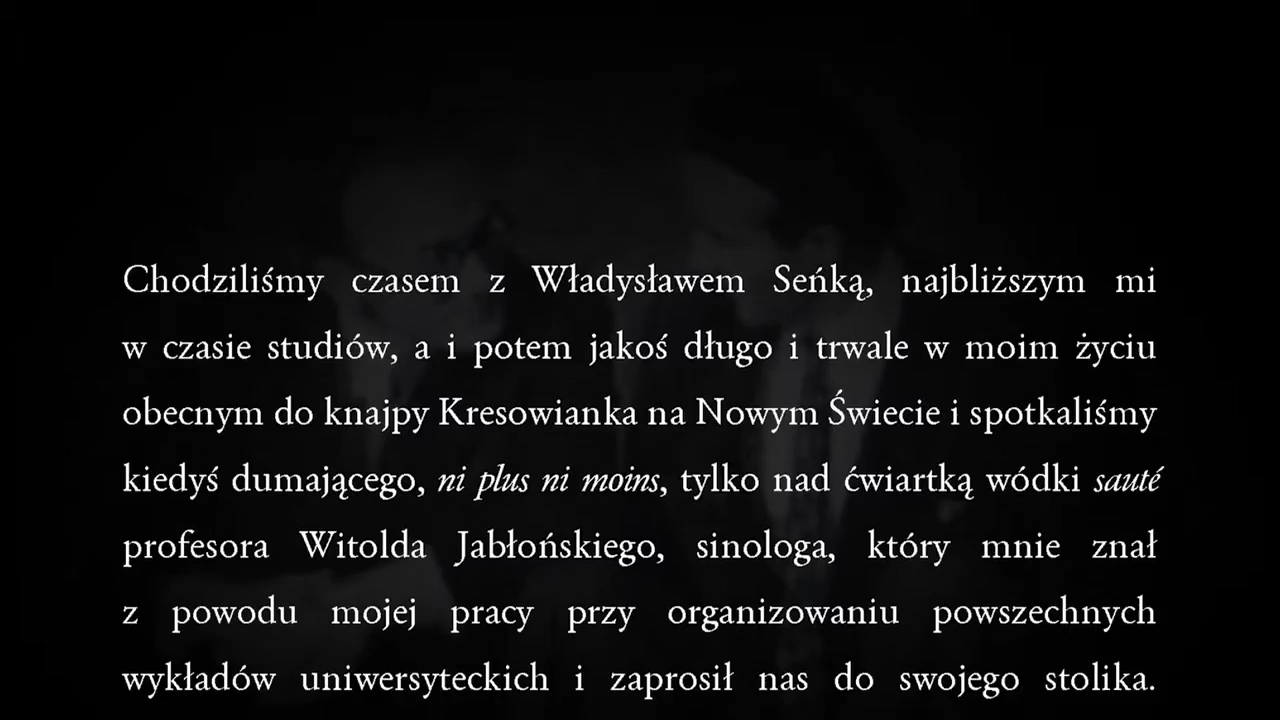 Chodziliśmy czasem z Władysławem Seńką, najbliższym mi
w czasie studiów, a i potem jakoś długo i trwale w moim życiu
obecnym do knajpy Kresowianka na Nowym Świecie i spotkaliśmy
kiedyś dumającego, ni plus ni moins, tylko nad ćwiartką wódki sauté
profesora Witolda Jabłońskiego, sinologa, który mnie znał
z powodu mojej pracy przy organizowaniu powszechnych
wykładów uniwersyteckich i zaprosił nas do swojego stolika.